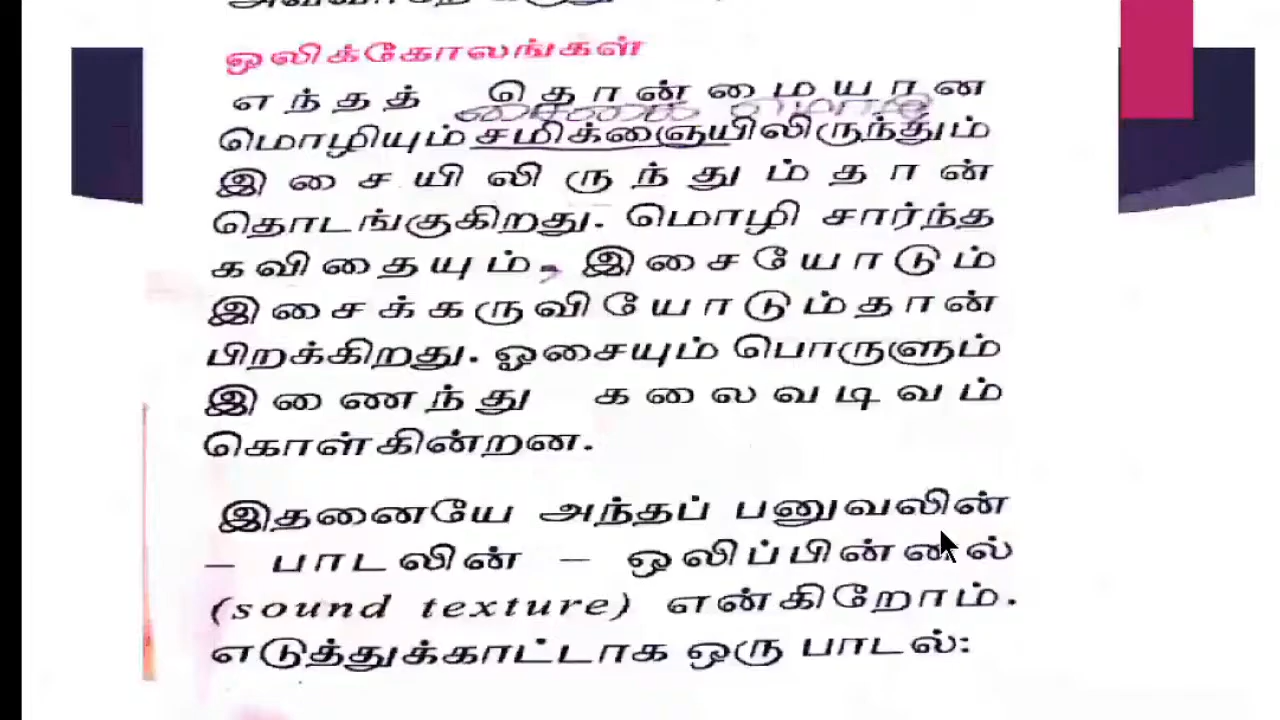 ஒலிக்கோலங்கள்
எந்தத் தொன்மையான
சைகை மொழி
மொழியும் சமிக்ஞையிலிருந்தும்
இசையிலிருந்தும்தான்
தொடங்குகிறது. மொழி சார்ந்த
கவிதையும், இசையோடும்
இசைக்கருவியோடும்தான்
பிறக்கிறது. ஓசையும் பொருளும்
இணைந்து கலைவடிவம்
கொள்கின்றன.
இதனையே அந்தப் பனுவலின்
– பாடலின் – ஒலிப்பின்னல்
(sound texture) என்கிறோம்.
எடுத்துக்காட்டாக ஒரு பாடல்: